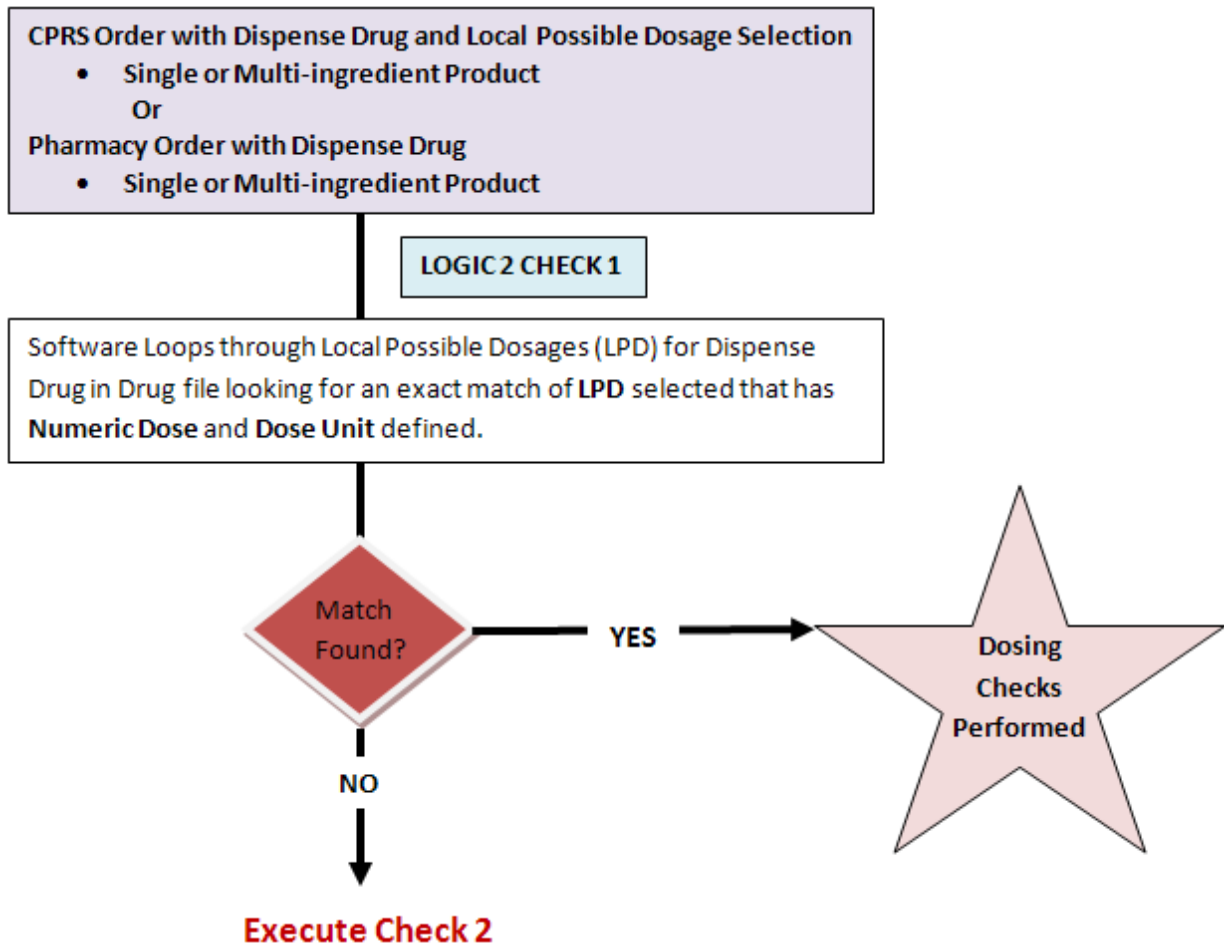 CPRS Order with Dispense Drug and Local Possible Dosage Selection
• Single or Multi-ingredient Product
Or
Pharmacy Order with Dispense Drug
• Single or Multi-ingredient Product
LOGIC 2 CHECK 1
Software Loops through Local Possible Dosages (LPD) for Dispense
Drug in Drug file looking for an exact match of LPD selected that has
Numeric Dose and Dose Unit defined.
Match
Found?
YES
Dosing
Checks
Performed
NO
Execute Check 2